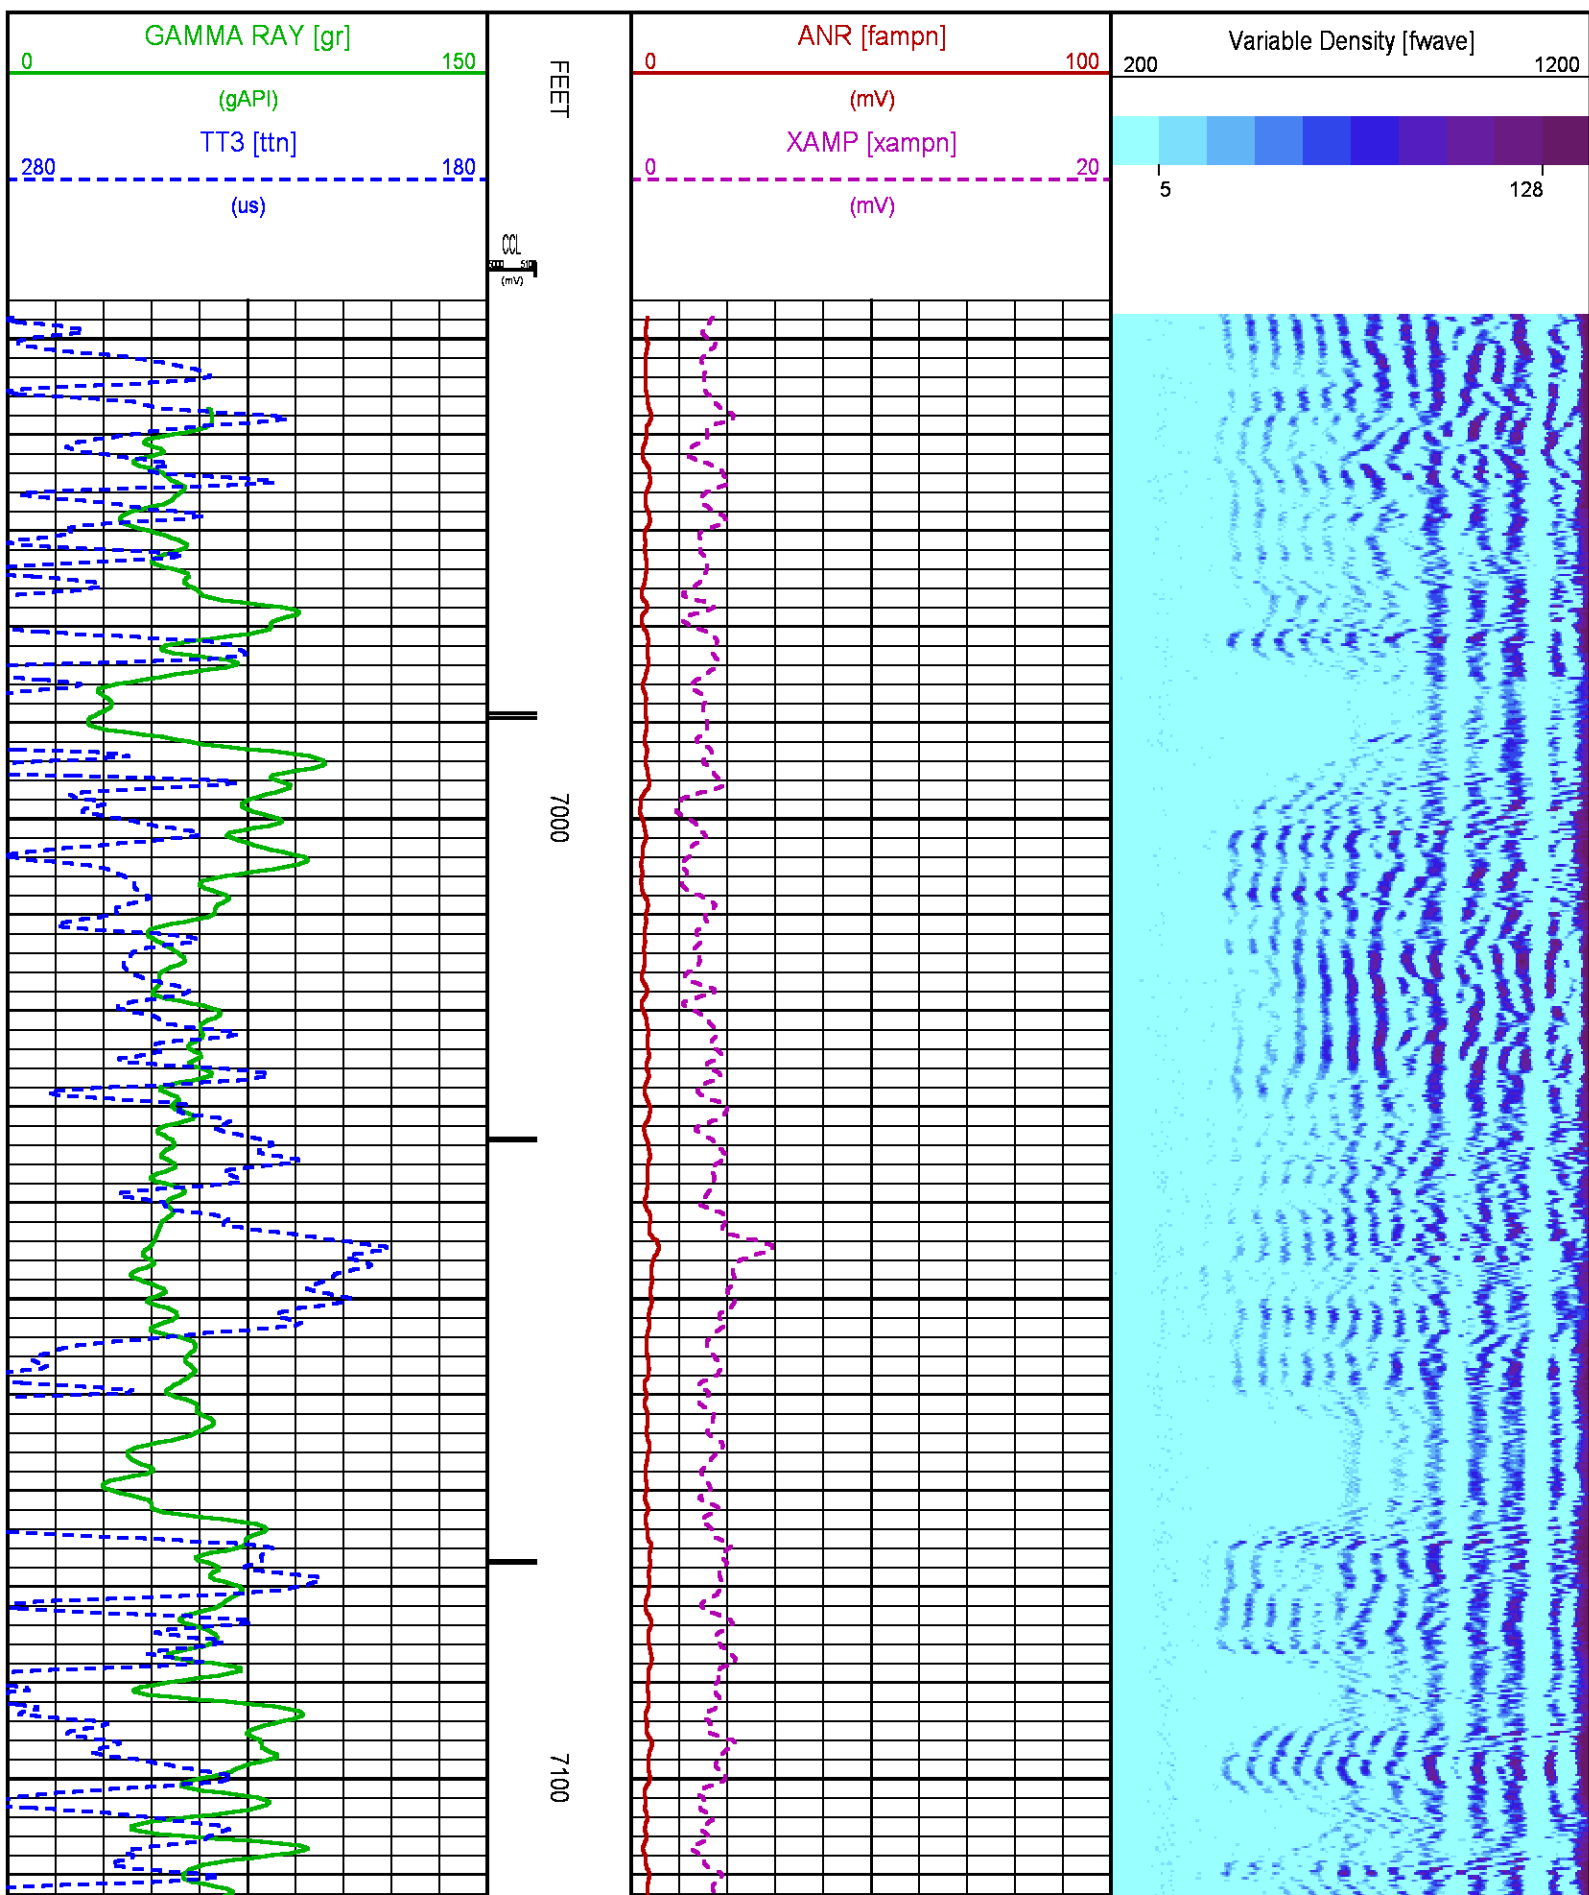 GAMMA RAY [gr]
0 150
(gAPI)
TT3 [ttn]
280 180
(us)
FEET
CCL
(mV)
ANR [fampn]
0 100
(mV)
XAMP [xampn]
0 20
(mV)
Variable Density [fwave]
200 1200
5 128
7000
7100